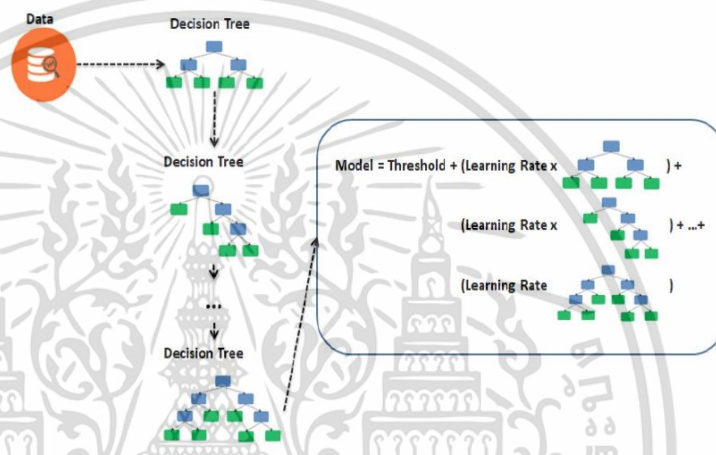 Data
Decision Tree
Decision Tree
...
Decision Tree
Model = Threshold + (Learning Rate x ) +
(Learning Rate x ) + ...+
(Learning Rate )